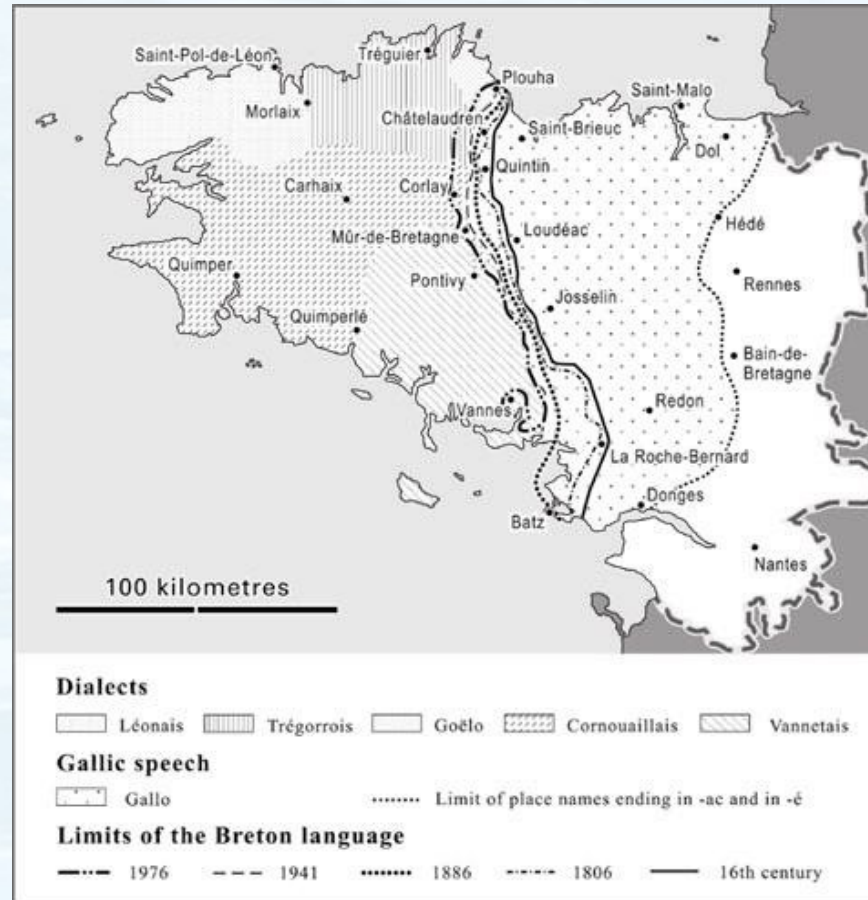 Saint-Pol-de-Léon
Tréguier
Plouha
Saint-Malo
Morlaix
Châtelaudren
Saint-Brieuc
Dol
Quintin
Carhaix
Corlay
Hédé
Mûr-de-Bretagne
Loudéac
Quimper
Pontivy
Rennes
Josselin
Quimperlé
Bain-de-
Bretagne
Vannes
Redon
La Roche-Bernard
Donges
Batz
Nantes
100 kilometres
Dialects
Léonais Trégorrois Goëlo Cornouaillais Vannetais
Gallic speech
Gallo Limit of place names ending in -ac and in -é
Limits of the Breton language
1976 1941 1886 1806 16th century